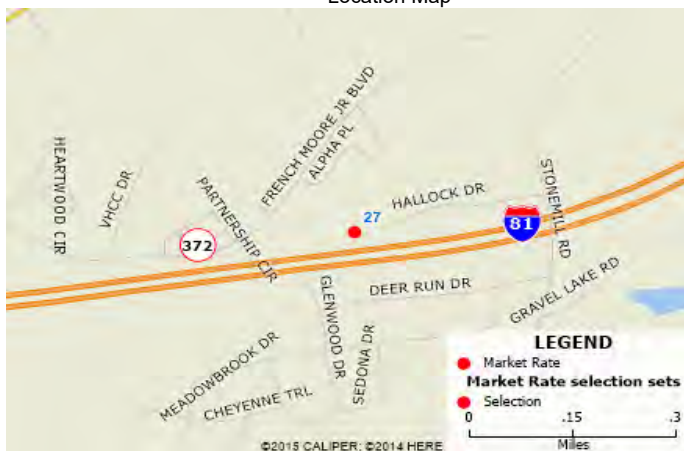 Location Map
FRENCH MOORE JR BLVD
ALPHA PL
HEARTWOOD CIR
VHCC DR
PARTNERSHIP CIR
HALLOCK DR
STONEMILL RD
27
81
372
DEER RUN DR
GLENWOOD DR
GRAVEL LAKE RD
SEDONA DR
MEADOWBROOK DR
CHEYENNE TRL
LEGEND
Market Rate
Market Rate selection sets
Selection
0 .15 .3
Miles
©2015 CALIPER; ©2014 HERE